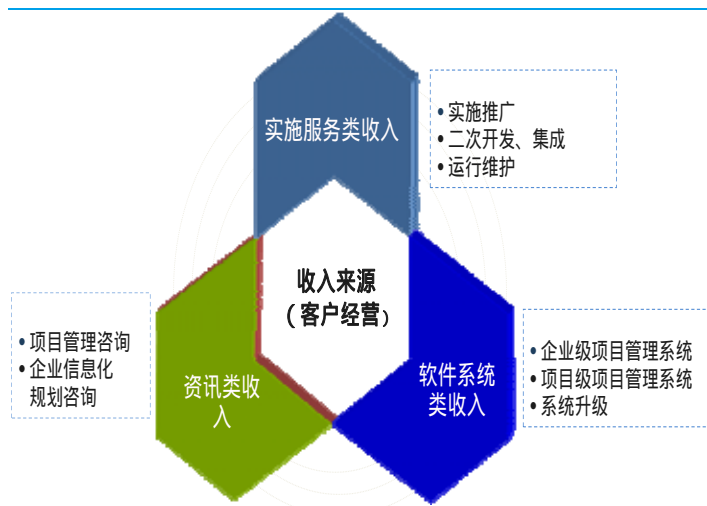 实施服务类收入
• 实施推广
• 二次开发、集成
• 运行维护
收入来源
（客户经营）
• 项目管理咨询
• 企业信息化
规划咨询
资讯类收
入
软件系统
类收入
• 企业级项目管理系统
• 项目级项目管理系统
• 系统升级